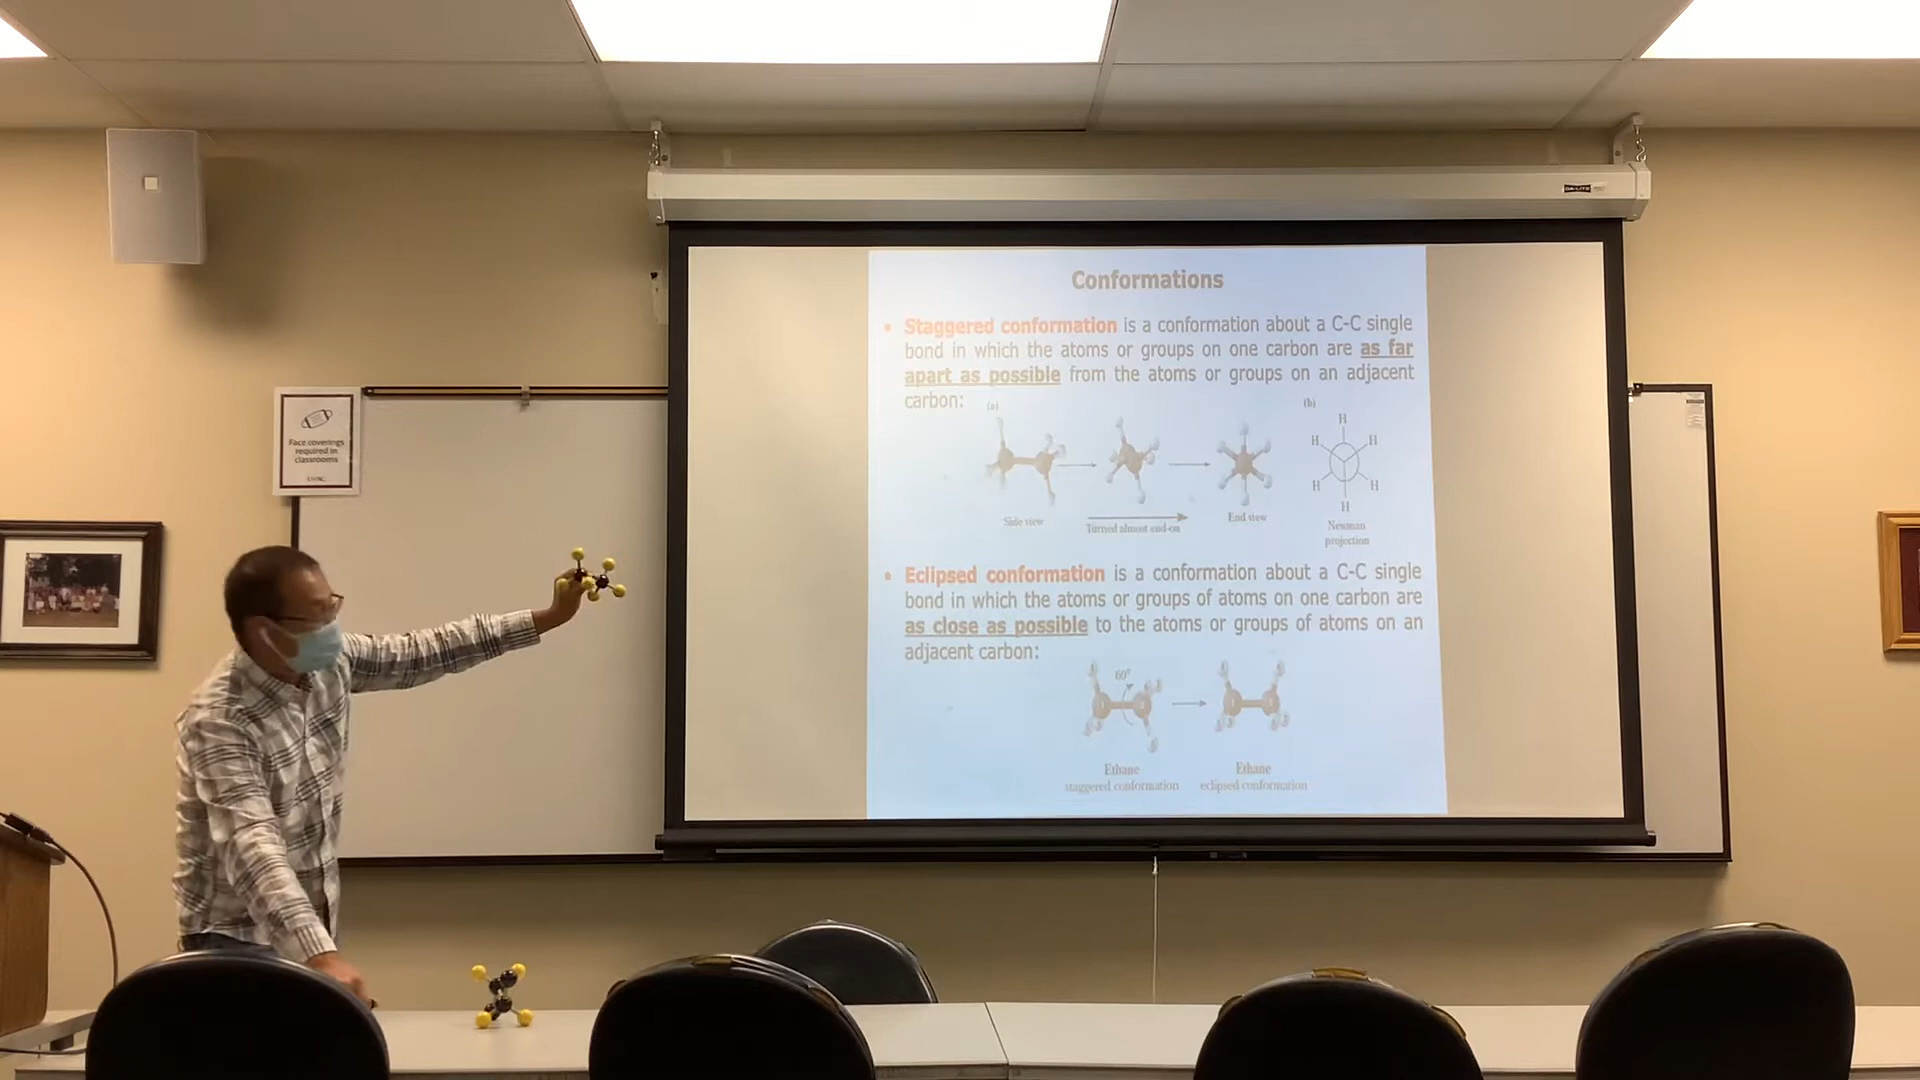 DA-LITE
Conformations
• Staggered conformation is a conformation about a C-C single
bond in which the atoms or groups on one carbon are as far
apart as possible from the atoms or groups on an adjacent
carbon:
(a)
(b)
H
H H
H H
H
Side view
Turned almost end-on
End view
Newman
projection
• Eclipsed conformation is a conformation about a C-C single
bond in which the atoms or groups of atoms on one carbon are
as close as possible to the atoms or groups of atoms on an
adjacent carbon:
60°
Ethane
staggered conformation
Ethane
eclipsed conformation
Face coverings
required in
classrooms